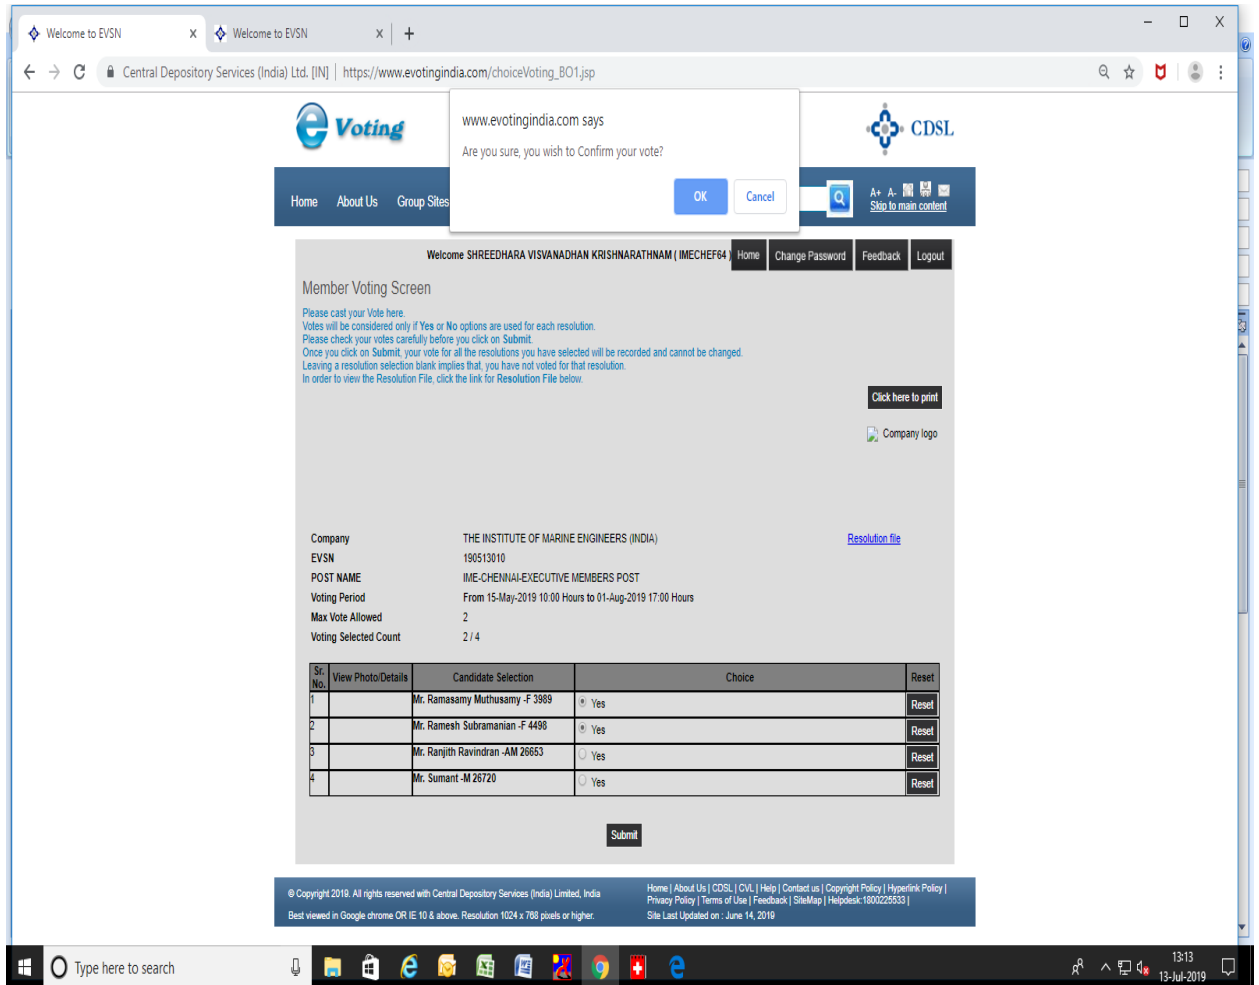 Welcome to EVSN x Welcome to EVSN x +
Central Depository Services (India) Ltd. [IN] | https://www.evotingindia.com/choiceVoting_BO1.jsp
e Voting
CDSL
www.evotingindia.com says
Are you sure, you wish to Confirm your vote?
OK Cancel
Home About Us Group Sites
A+ A-
Skip to main content
Welcome SHREEDHARA VISVANADHAN KRISHNARATHNAM ( IMECHEF64 ) Home Change Password Feedback Logout
Member Voting Screen
Please cast your Vote here.
Votes will be considered only if Yes or No options are used for each resolution.
Please check your votes carefully before you click on Submit.
Once you click on Submit, your vote for all the resolutions you have selected will be recorded and cannot be changed.
Leaving a resolution selection blank implies that, you have not voted for that resolution.
In order to view the Resolution File, click the link for Resolution File below.
Click here to print
Company logo
Company THE INSTITUTE OF MARINE ENGINEERS (INDIA) Resolution file
EVSN 190513010
POST NAME IME-CHENNAI-EXECUTIVE MEMBERS POST
Voting Period From 15-May-2019 10:00 Hours to 01-Aug-2019 17:00 Hours
Max Vote Allowed 2
Voting Selected Count 2 / 4
Sr. No. View Photo/Details Candidate Selection Choice Reset
1 Mr. Ramasamy Muthusamy -F 3989 Yes Reset
2 Mr. Ramesh Subramanian -F 4498 Yes Reset
3 Mr. Ranjith Ravindran -AM 26653 Yes Reset
4 Mr. Sumant -M 26720 Yes Reset
Submit
© Copyright 2019. All rights reserved with Central Depository Services (India) Limited, India
Best viewed in Google chrome OR IE 10 & above. Resolution 1024 x 768 pixels or higher.
Home | About Us | CDSL | CVL | Help | Contact us | Copyright Policy | Hyperlink Policy |
Privacy Policy | Terms of Use | Feedback | SiteMap | Helpdesk:1800225533 |
Site Last Updated on : June 14, 2019
Type here to search
13:13
13-Jul-2019